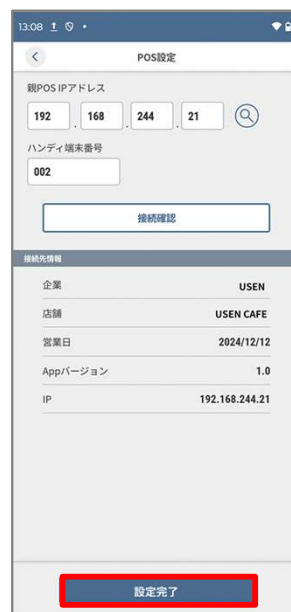 13:08
POS設定
親POS IPアドレス
192 . 168 . 244 . 21
ハンディ端末番号
002
接続確認
接続先情報
企業 USEN
店舗 USEN CAFE
営業日 2024/12/12
Appバージョン 1.0
IP 192.168.244.21
設定完了